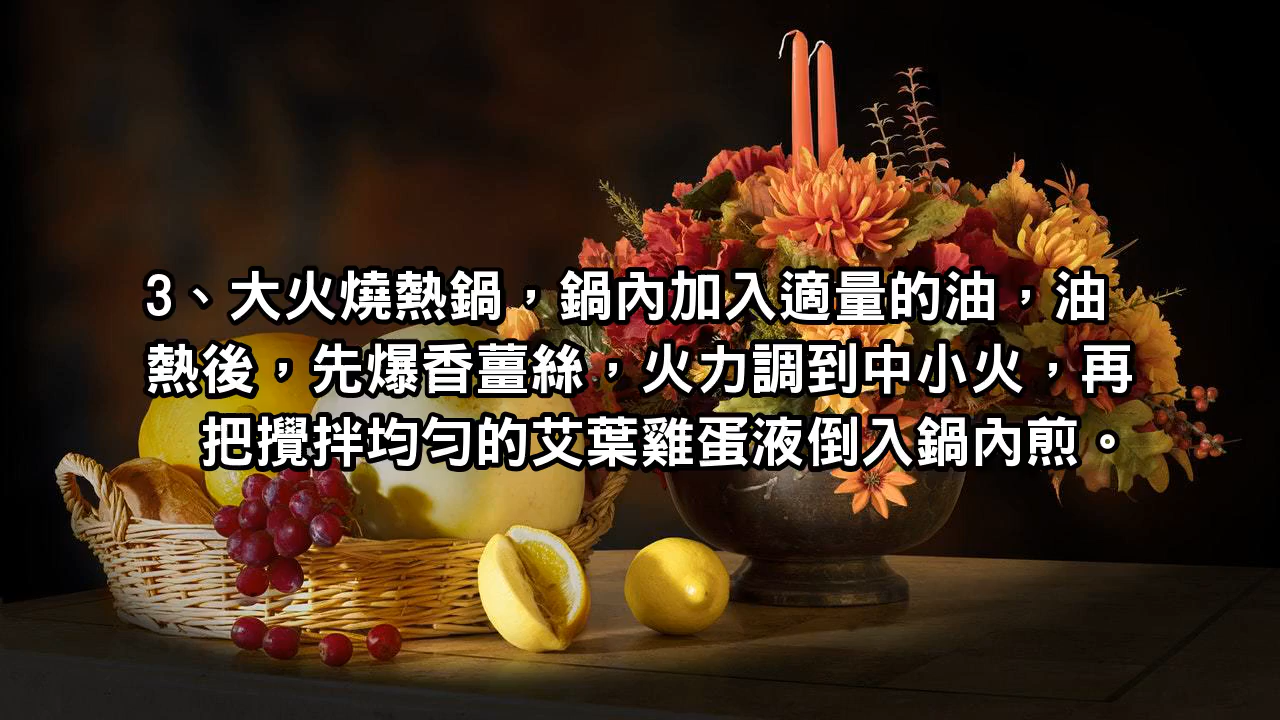 3、大火燒熱鍋，鍋內加入適量的油，油
熱後，先爆香薑絲，火力調到中小火，再
把攪拌均勻的艾葉雞蛋液倒入鍋內煎。